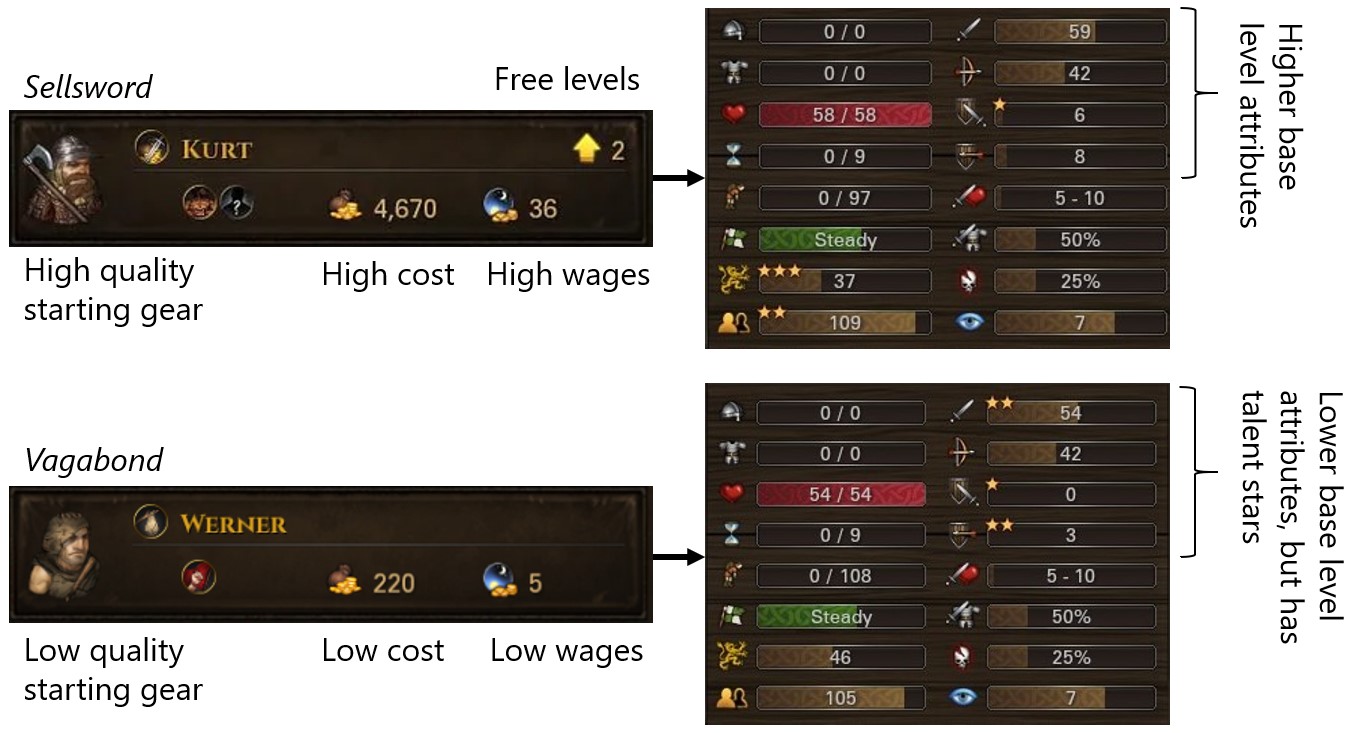 Sellsword
Free levels
KURT
2
?
4,670
36
High quality
starting gear
High cost
High wages
0 / 0
59
0 / 0
42
58 / 58
6
0 / 9
8
0 / 97
5 - 10
Steady
50%
37
25%
109
7
Higher base
level attributes
Vagabond
WERNER
220
5
Low quality
starting gear
Low cost
Low wages
0 / 0
54
0 / 0
42
54 / 54
0
0 / 9
3
0 / 108
5 - 10
Steady
50%
46
25%
105
7
Lower base level
attributes, but has
talent stars